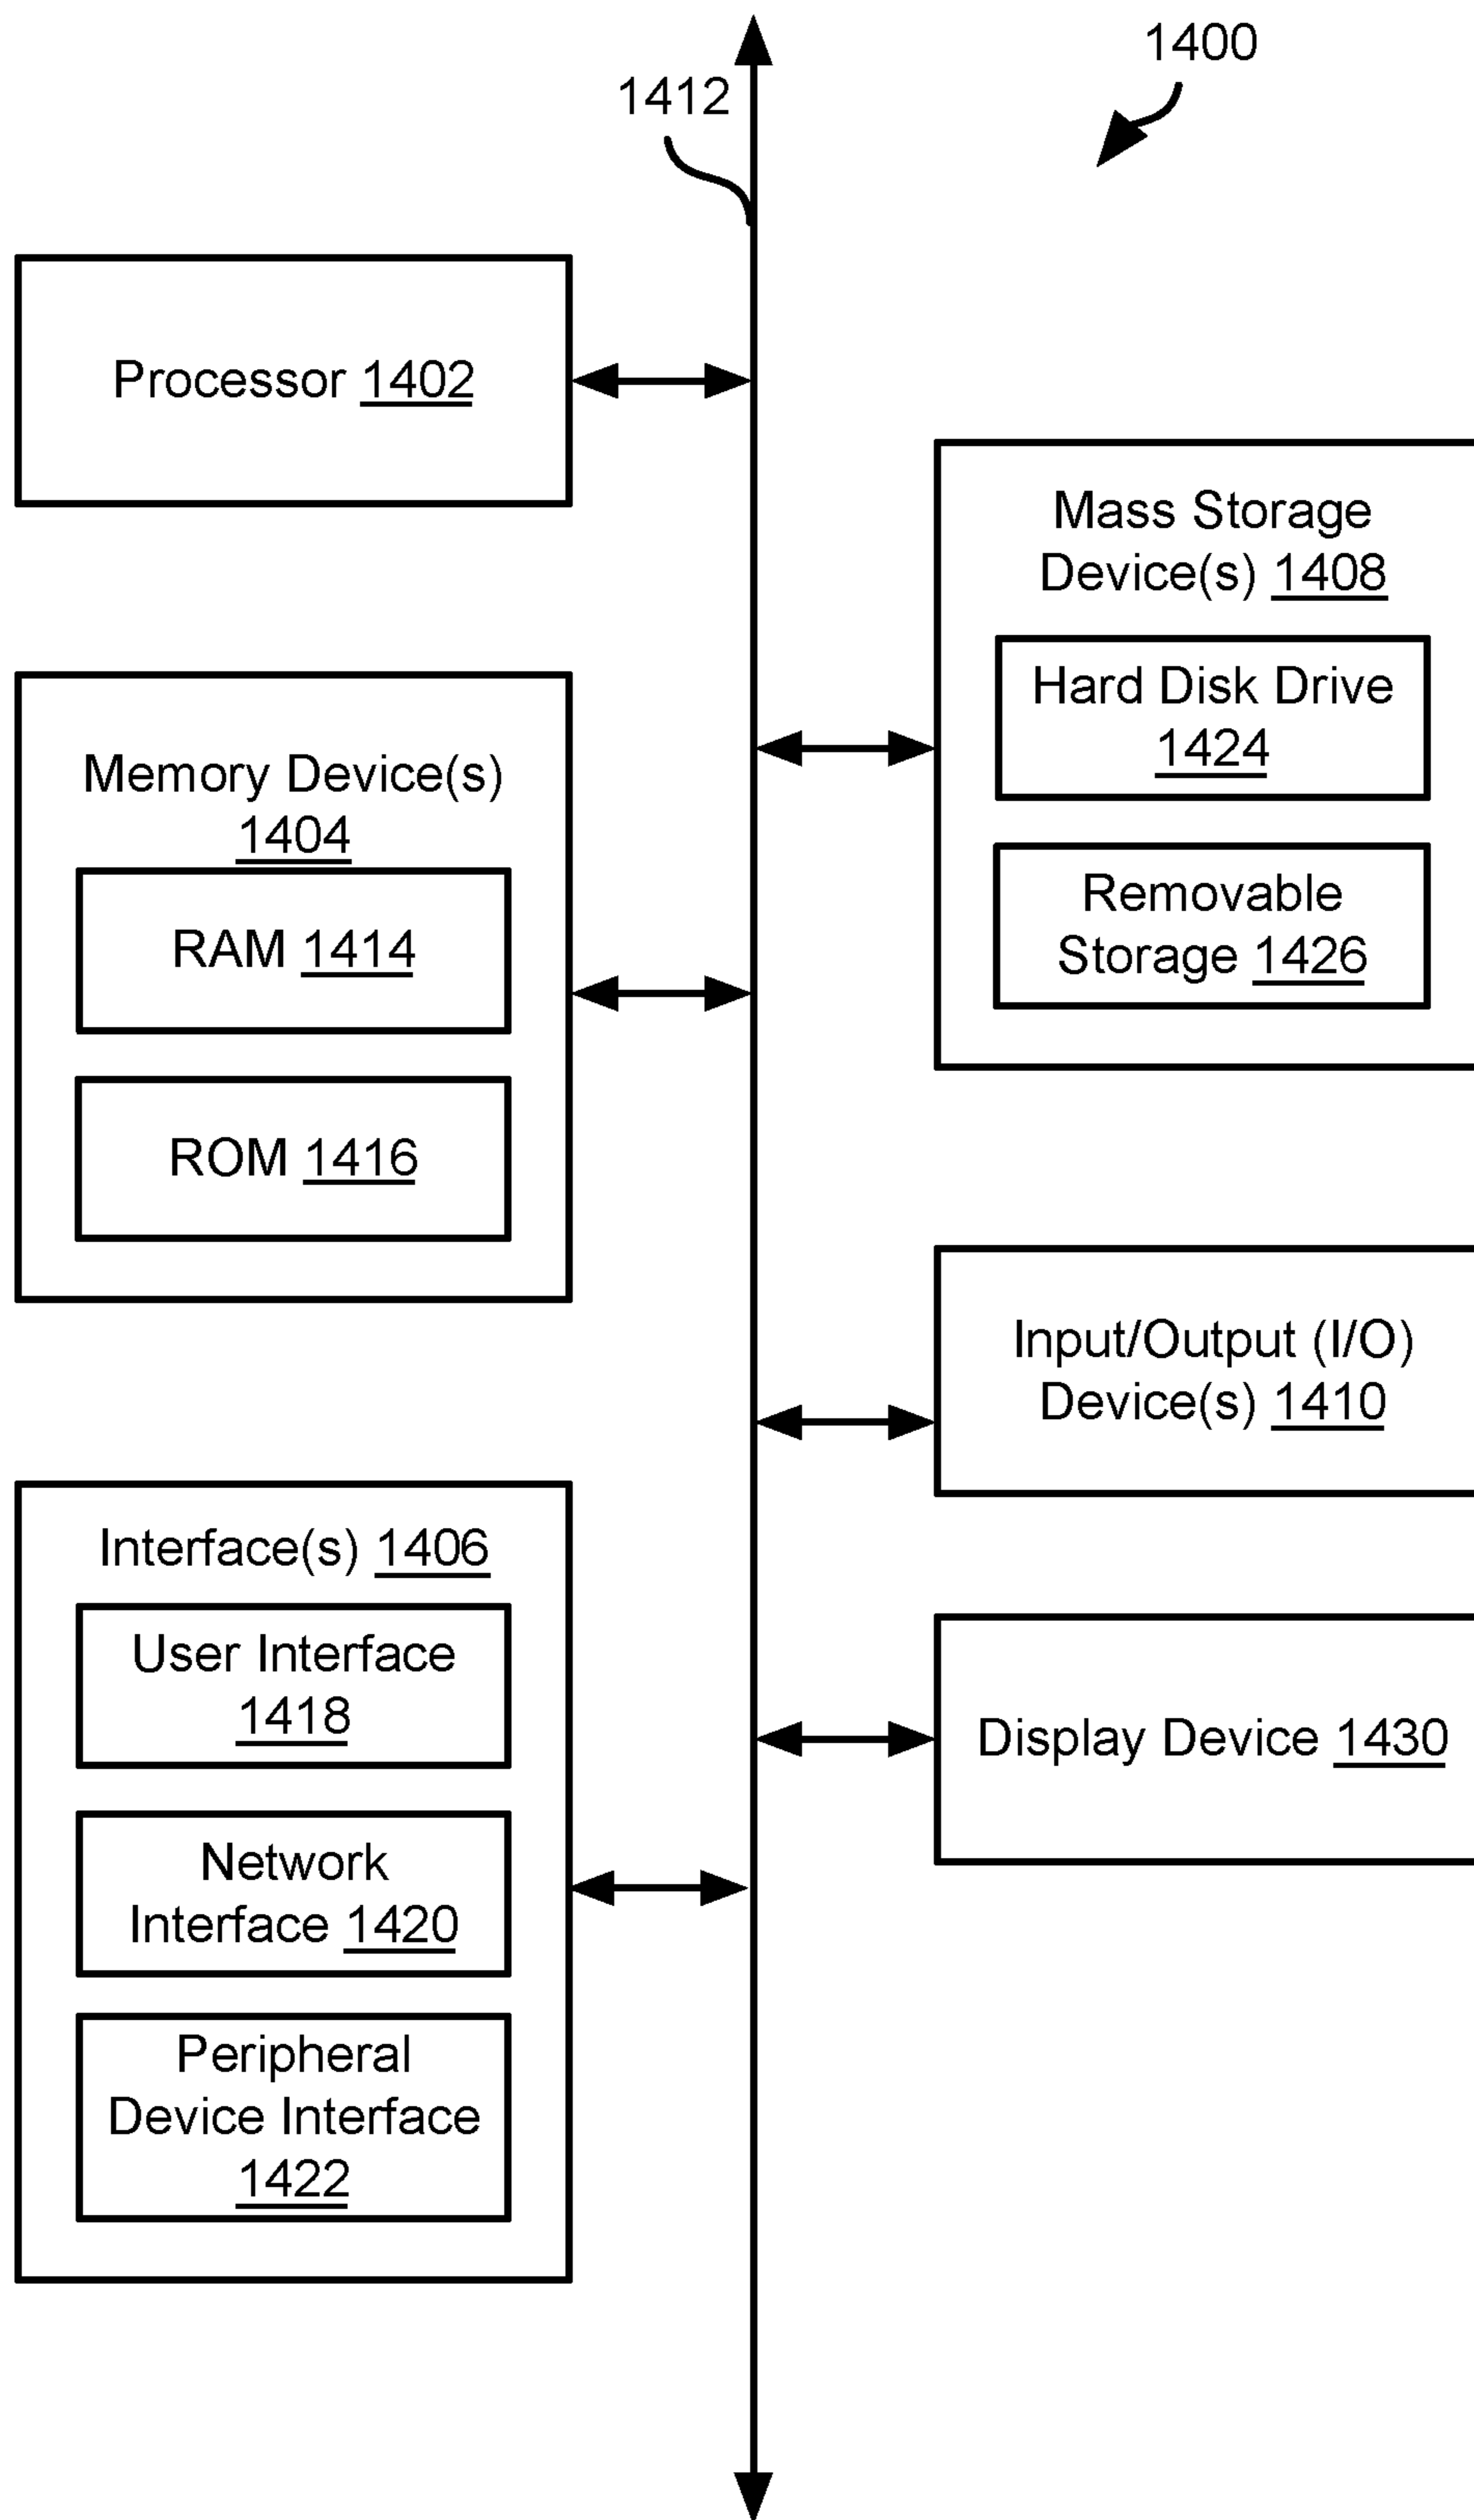 1400
1412
Processor 1402
Mass Storage
Device(s) 1408
Hard Disk Drive
1424
Removable
Storage 1426
Memory Device(s)
1404
RAM 1414
ROM 1416
Input/Output (I/O)
Device(s) 1410
Interface(s) 1406
User Interface
1418
Network
Interface 1420
Peripheral
Device Interface
1422
Display Device 1430